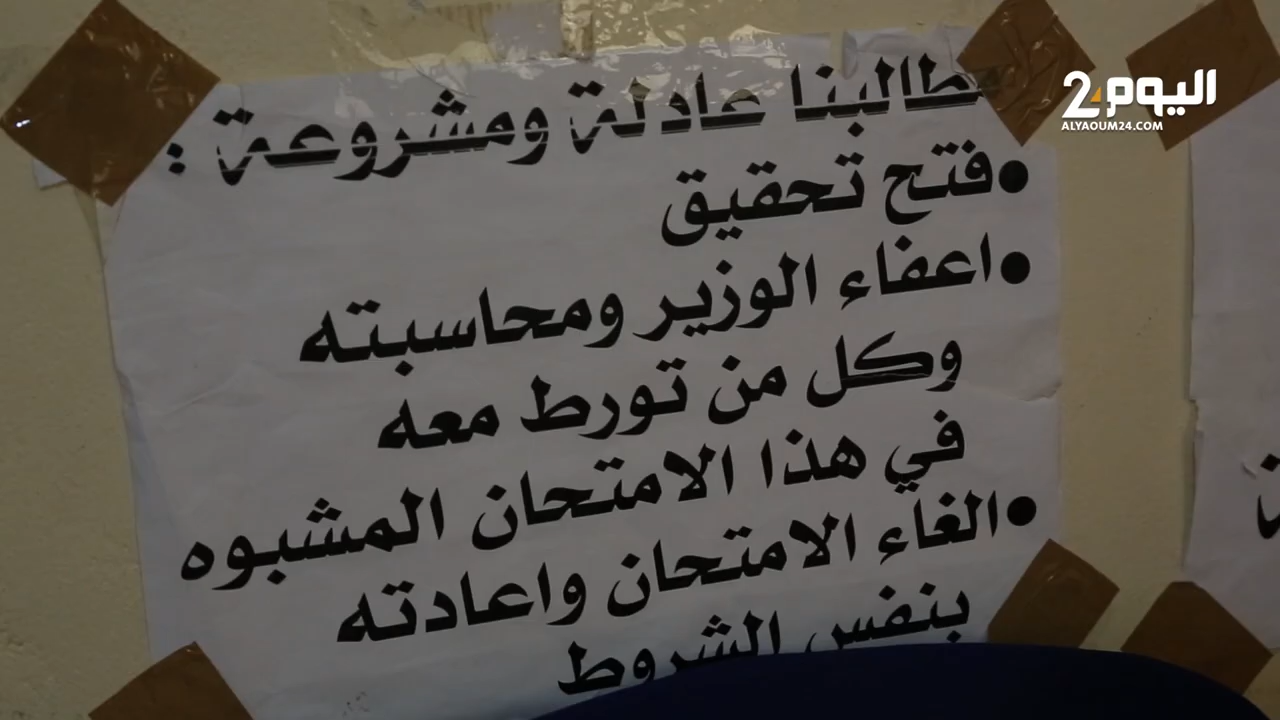 اليوم24
ALYAOUM24.COM
مطالبنا عادلة ومشروعة :
•فتح تحقيق
•اعفاء الوزير ومحاسبته
وكل من تورط معه
في هذا الامتحان المشبوه
•الغاء الامتحان واعادته
بنفس الشروط